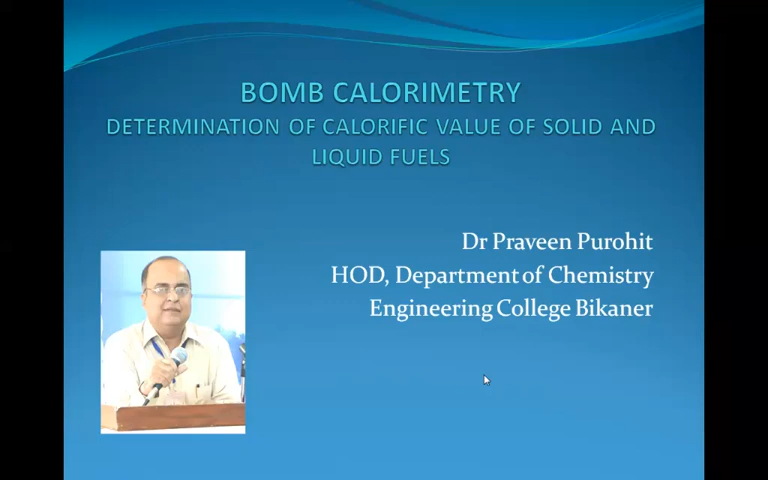 BOMB CALORIMETRY
DETERMINATION OF CALORIFIC VALUE OF SOLID AND
LIQUID FUELS
Dr Praveen Purohit
HOD, Department of Chemistry
Engineering College Bikaner